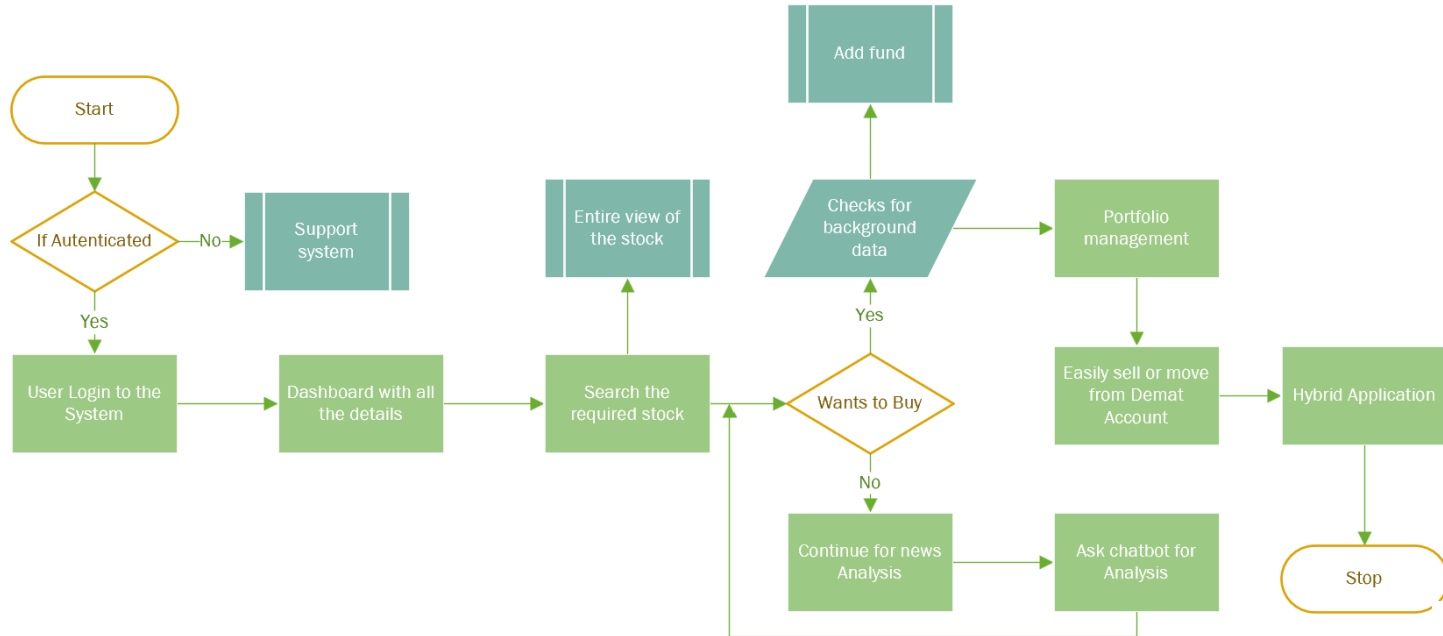 Add fund
Start
If Autenticated
No
Support
system
Entire view of
the stock
Checks for
background
data
Portfolio
management
Yes
Yes
User Login to the
System
Dashboard with all
the details
Search the
required stock
Wants to Buy
Easily sell or move
from Demat
Account
Hybrid Application
No
Continue for news
Analysis
Ask chatbot for
Analysis
Stop